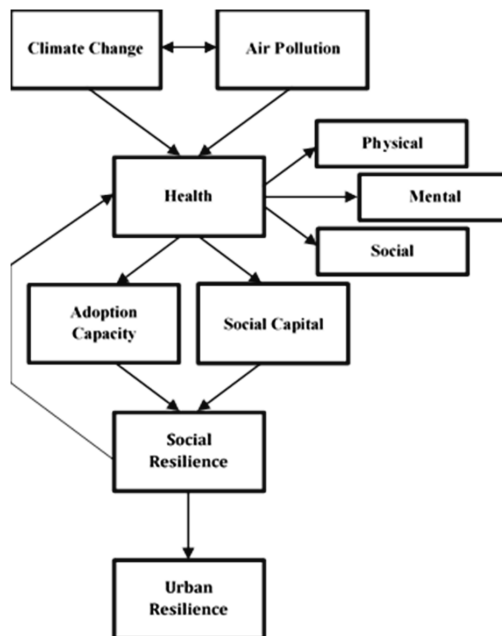 Climate Change
Air Pollution
Physical
Health
Mental
Social
Adoption
Capacity
Social Capital
Social
Resilience
Urban
Resilience